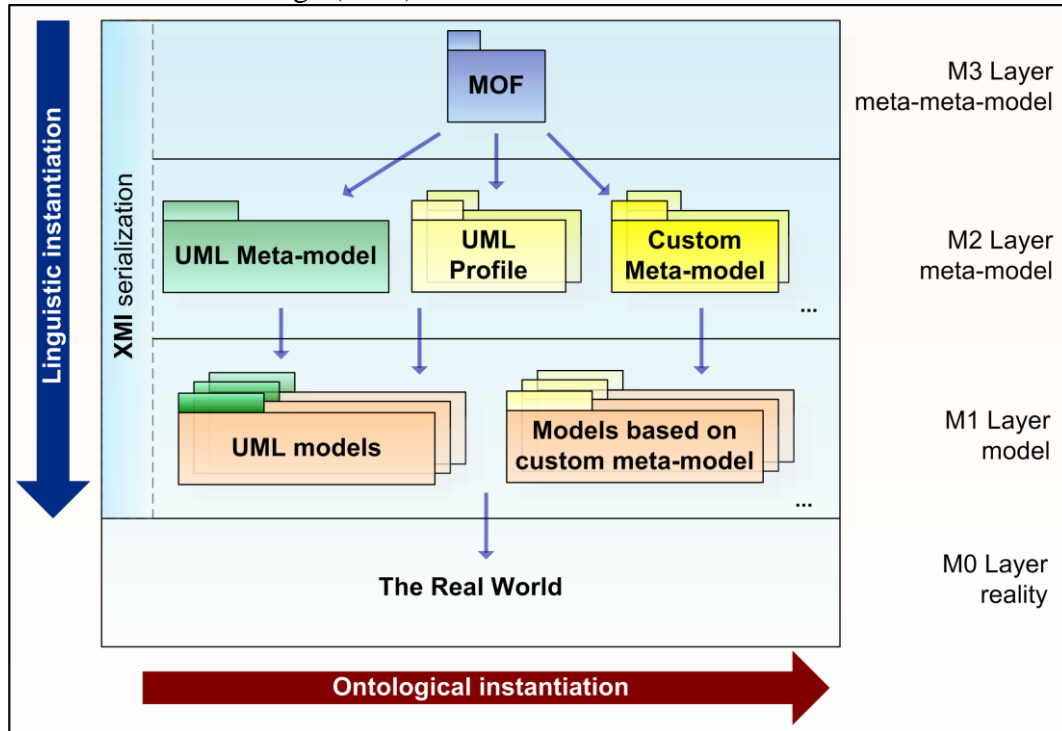 MOF
M3 Layer
meta-meta-model
Linguistic instantiation
XMI serialization
UML Meta-model
UML
Profile
Custom
Meta-model
...
M2 Layer
meta-model
UML models
Models based on
custom meta-model
...
M1 Layer
model
The Real World
M0 Layer
reality
Ontological instantiation